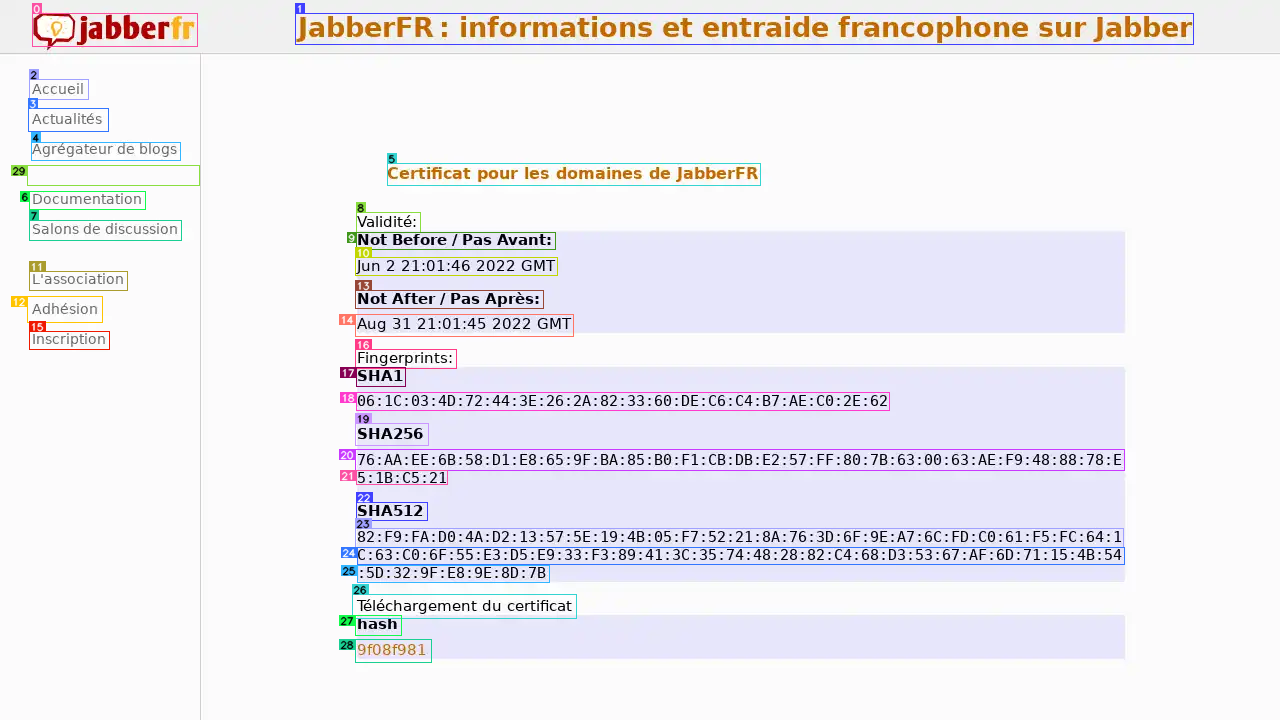 jabberfr
JabberFR : informations et entraide francophone sur Jabber
Accueil
Actualités
Agrégateur de blogs
Documentation
Salons de discussion
L'association
Adhésion
Inscription
Certificat pour les domaines de JabberFR
Validité:
Not Before / Pas Avant:
Jun 2 21:01:46 2022 GMT
Not After / Pas Après:
Aug 31 21:01:45 2022 GMT
Fingerprints:
SHA1
06:1C:03:4D:72:44:3E:26:2A:82:33:60:DE:C6:C4:B7:AE:C0:2E:62
SHA256
76:AA:EE:6B:58:D1:E8:65:9F:BA:85:B0:F1:CB:DB:E2:57:FF:80:7B:63:00:63:AE:F9:48:88:78:E
5:1B:C5:21
SHA512
82:F9:FA:D0:4A:D2:13:57:5E:19:4B:05:F7:52:21:8A:76:3D:6F:9E:A7:6C:FD:C0:61:F5:FC:64:1
C:63:C0:6F:55:E3:D5:E9:33:F3:89:41:3C:35:74:48:28:82:C4:68:D3:53:67:AF:6D:71:15:4B:54
:5D:32:9F:E8:9E:8D:7B
Téléchargement du certificat
hash
9f08f981